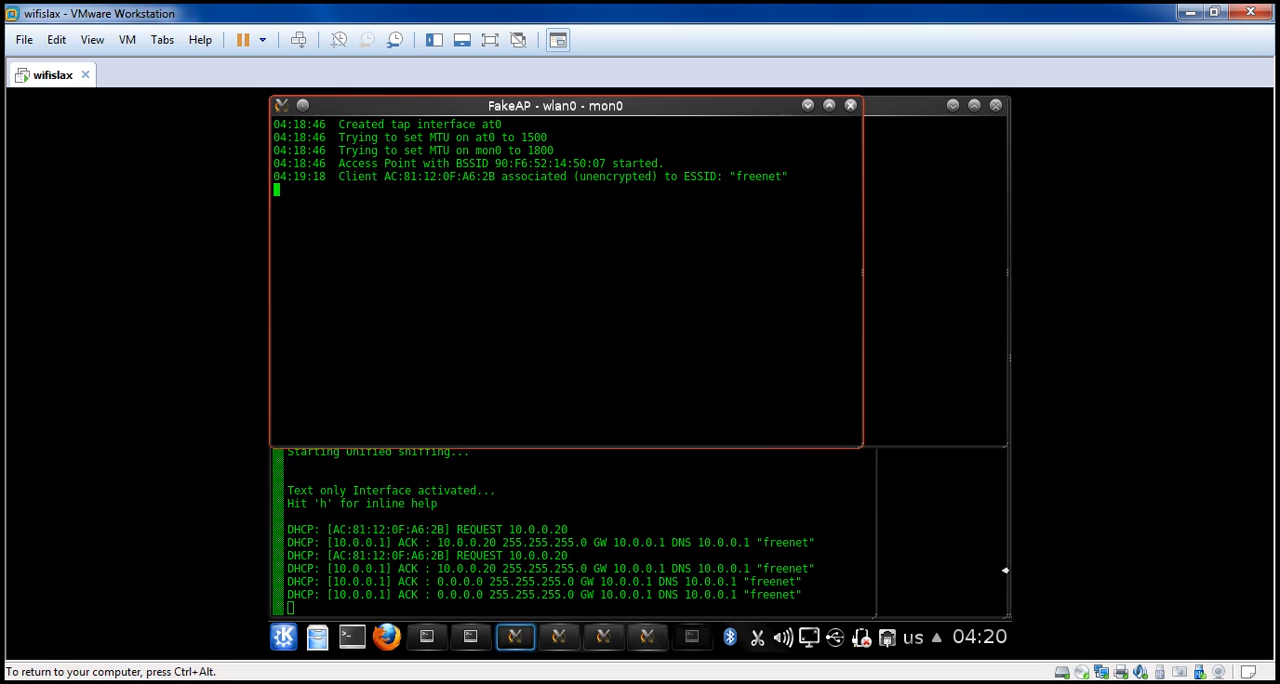 wifislax - VMware Workstation
File Edit View VM Tabs Help
wifislax
FakeAP - wlan0 - mon0
04:18:46 Created tap interface at0
04:18:46 Trying to set MTU on at0 to 1500
04:18:46 Trying to set MTU on mon0 to 1800
04:18:46 Access Point with BSSID 90:F6:52:14:50:07 started.
04:19:18 Client AC:81:12:0F:A6:2B associated (unencrypted) to ESSID: "freenet"
Starting Unified sniffing...
Text only Interface activated...
Hit 'h' for inline help
DHCP: [AC:81:12:0F:A6:2B] REQUEST 10.0.0.20
DHCP: [10.0.0.1] ACK : 10.0.0.20 255.255.255.0 GW 10.0.0.1 DNS 10.0.0.1 "freenet"
DHCP: [AC:81:12:0F:A6:2B] REQUEST 10.0.0.20
DHCP: [10.0.0.1] ACK : 10.0.0.20 255.255.255.0 GW 10.0.0.1 DNS 10.0.0.1 "freenet"
DHCP: [10.0.0.1] ACK : 0.0.0.0 255.255.255.0 GW 10.0.0.1 DNS 10.0.0.1 "freenet"
DHCP: [10.0.0.1] ACK : 0.0.0.0 255.255.255.0 GW 10.0.0.1 DNS 10.0.0.1 "freenet"
us 04:20
To return to your computer, press Ctrl+Alt.